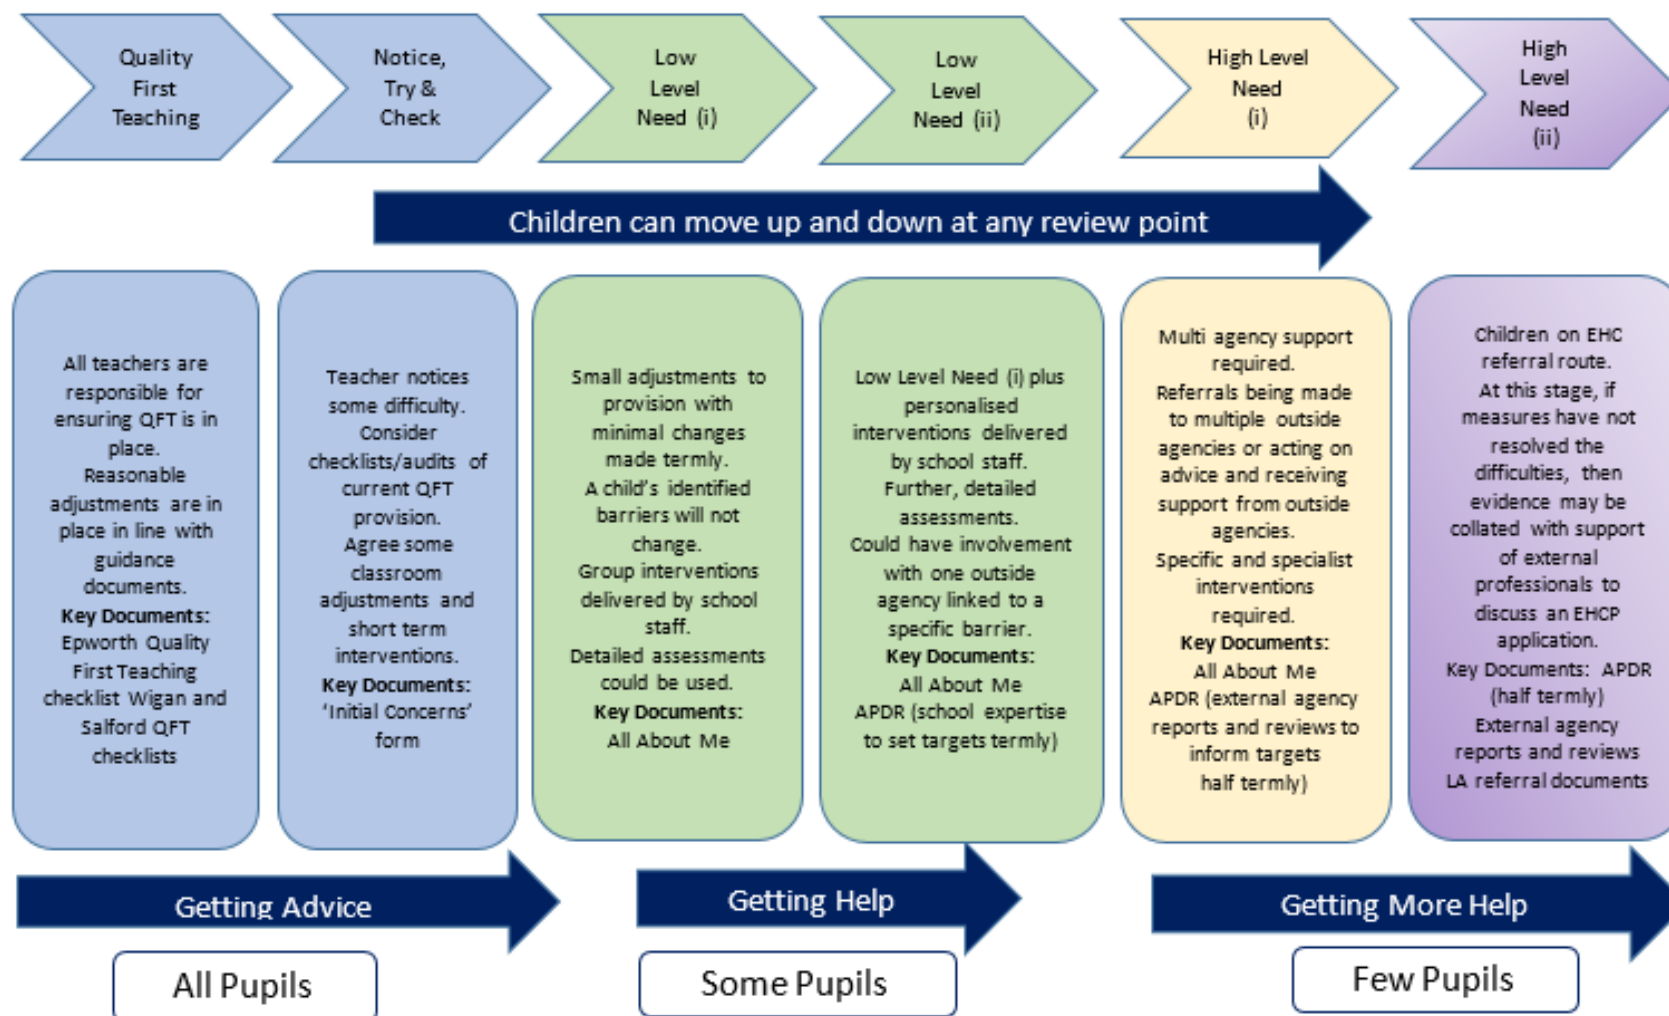 Quality
First
Teaching
Notice,
Try &
Check
Low
Level
Need (i)
Low
Level
Need (ii)
High Level
Need
(i)
High
Level
Need
(ii)
Children can move up and down at any review point
All teachers are
responsible for
ensuring QFT is in
place.
Reasonable
adjustments are in
place in line with
guidance
documents.
Key Documents:
Epworth Quality
First Teaching
checklist Wigan and
Salford QFT
checklists
Teacher notices
some difficulty.
Consider
checklists/audits of
current QFT
provision.
Agree some
classroom
adjustments and
short term
interventions.
Key Documents:
'Initial Concerns'
form
Small adjustments to
provision with
minimal changes
made termly.
A child's identified
barriers will not
change.
Group interventions
delivered by school
staff.
Detailed assessments
could be used.
Key Documents:
All About Me
Low Level Need (i) plus
personalised
interventions delivered
by school staff.
Further, detailed
assessments.
Could have involvement
with one outside
agency linked to a
specific barrier.
Key Documents:
All About Me
APDR (school expertise
to set targets termly)
Multi agency support
required.
Referrals being made
to multiple outside
agencies or acting on
advice and receiving
support from outside
agencies.
Specific and specialist
interventions
required.
Key Documents:
All About Me
APDR (external agency
reports and reviews to
inform targets
half termly)
Children on EHC
referral route.
At this stage, if
measures have not
resolved the
difficulties, then
evidence may be
collated with support
of external
professionals to
discuss an EHCP
application.
Key Documents: APDR
(half termly)
External agency
reports and reviews
LA referral documents
Getting Advice
Getting Help
Getting More Help
All Pupils
Some Pupils
Few Pupils